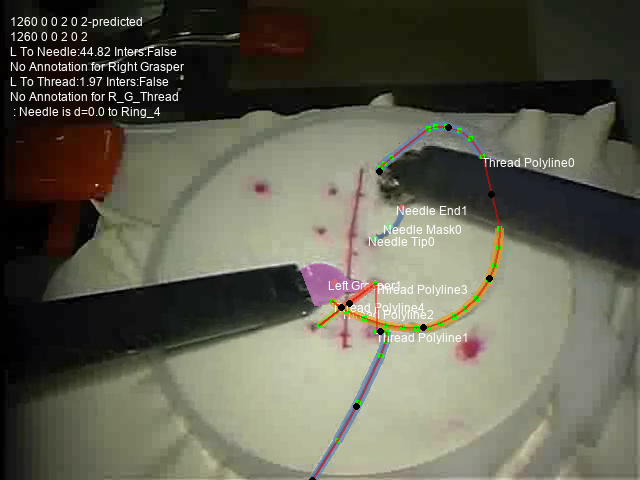 1260 0 0 2 0 2-predicted
1260 0 0 2 0 2
L To Needle:44.82 Inters:False
No Annotation for Right Grasper
L To Thread:1.97 Inters:False
No Annotation for R_G_Thread
: Needle is d=0.0 to Ring_4
Thread Polyline0
Needle End1
Needle Mask0
Needle Tip0
Left Grasper1
Thread Polyline3
Thread Polyline4
Thread Polyline2
Thread Polyline1